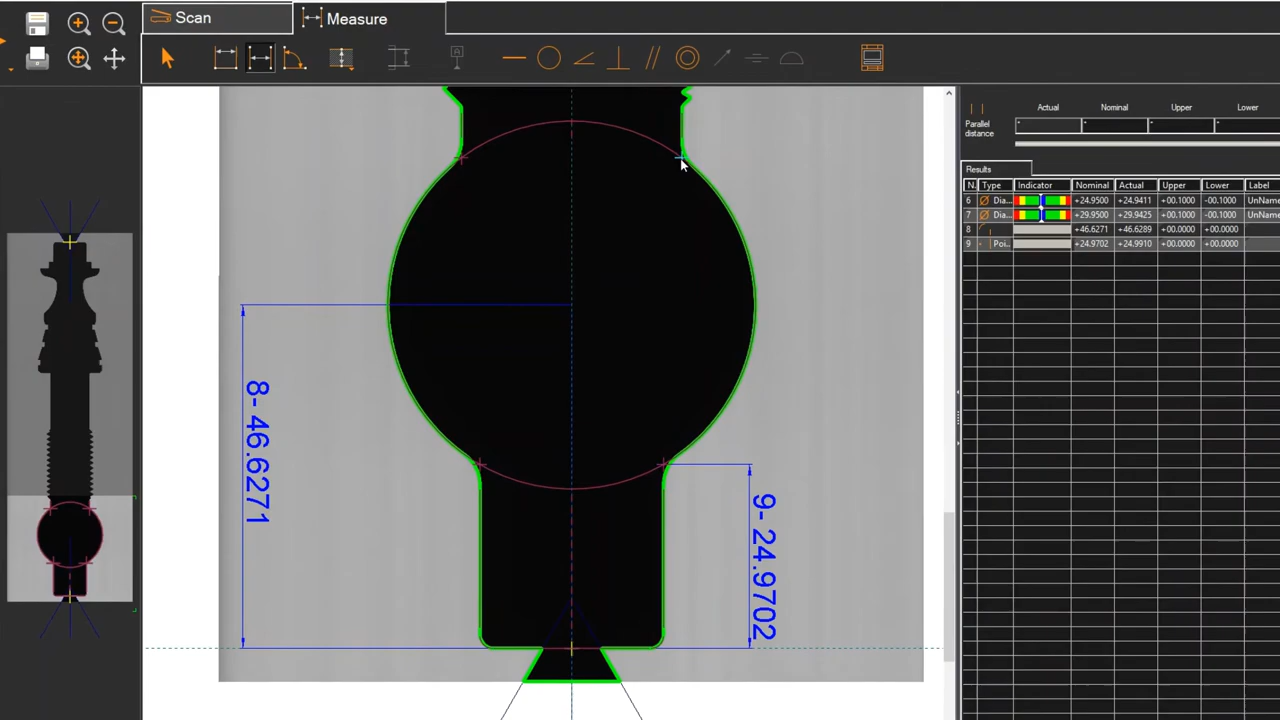 Scan
Measure
A
Actual Nominal Upper Lower
Parallel
distance
* * * *
Results
N. Type Indicator Nominal Actual Upper Lower Label
6 Dia... +24.9500 +24.9411 +00.1000 -00.1000 UnName
7 Dia... +29.9500 +29.9425 +00.1000 -00.1000 UnName
8 +46.6271 +46.6289 +00.0000 +00.0000
9 Poi... +24.9702 +24.9910 +00.0000 +00.0000
8- 46.6271
9- 24.9702